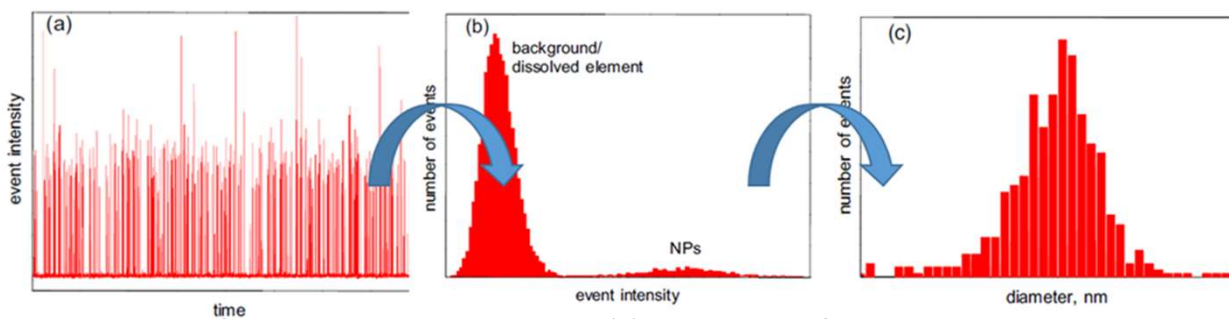 (a)
event intensity
time
(b)
background/
dissolved element
number of events
NPs
event intensity
(c)
number of events
diameter, nm